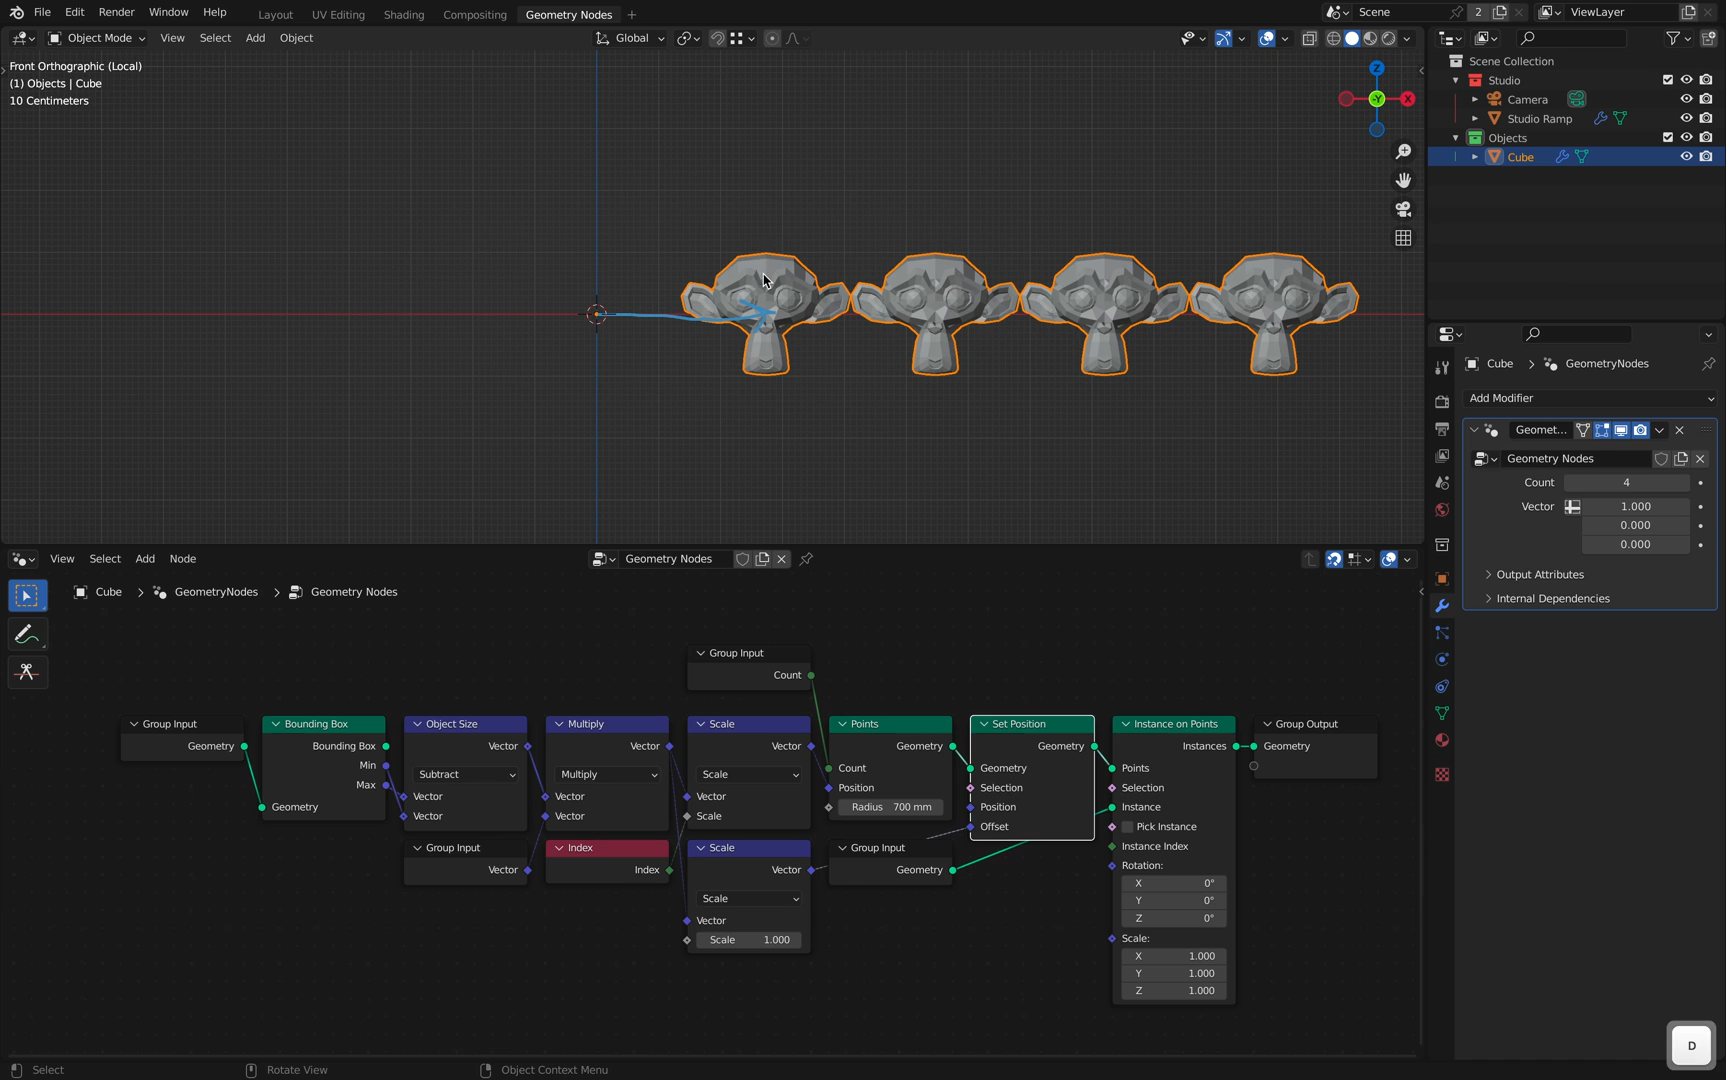 File Edit Render Window Help Layout UV Editing Shading Compositing Geometry Nodes + Scene 2 ViewLayer
Object Mode View Select Add Object Global
Front Orthographic (Local)
(1) Objects | Cube
10 Centimeters
Z
-Y X
Scene Collection
Studio
Camera
Studio Ramp
Objects
Cube
Cube > GeometryNodes
Add Modifier
Geomet...
Geometry Nodes
Count 4
Vector 1.000
0.000
0.000
Output Attributes
Internal Dependencies
View Select Add Node Geometry Nodes
Cube > GeometryNodes > Geometry Nodes
Group Input
Count
Group Input
Geometry
Bounding Box
Bounding Box
Min
Max
Geometry
Object Size
Vector
Subtract
Vector
Vector
Group Input
Vector
Multiply
Vector
Multiply
Vector
Vector
Index
Index
Scale
Vector
Scale
Vector
Scale
Scale
Vector
Scale
Vector
Scale 1.000
Points
Geometry
Count
Position
Radius 700 mm
Group Input
Geometry
Set Position
Geometry
Geometry
Selection
Position
Offset
Instance on Points
Instances
Points
Selection
Instance
Pick Instance
Instance Index
Rotation:
X 0°
Y 0°
Z 0°
Scale:
X 1.000
Y 1.000
Z 1.000
Group Output
Geometry
D
Select Rotate View Object Context Menu